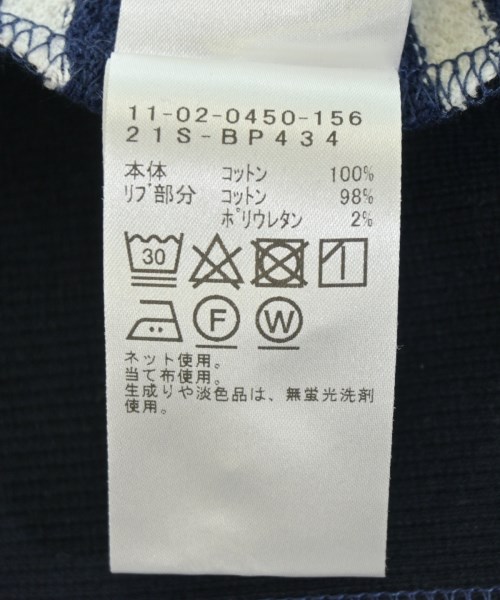 11-02-0450-156
21S-BP434
本体 コットン 100%
リブ部分 コットン 98%
ポリウレタン 2%
30
F W
ネット使用。
当て布使用。
生成りや淡色品は、無蛍光洗剤
使用。